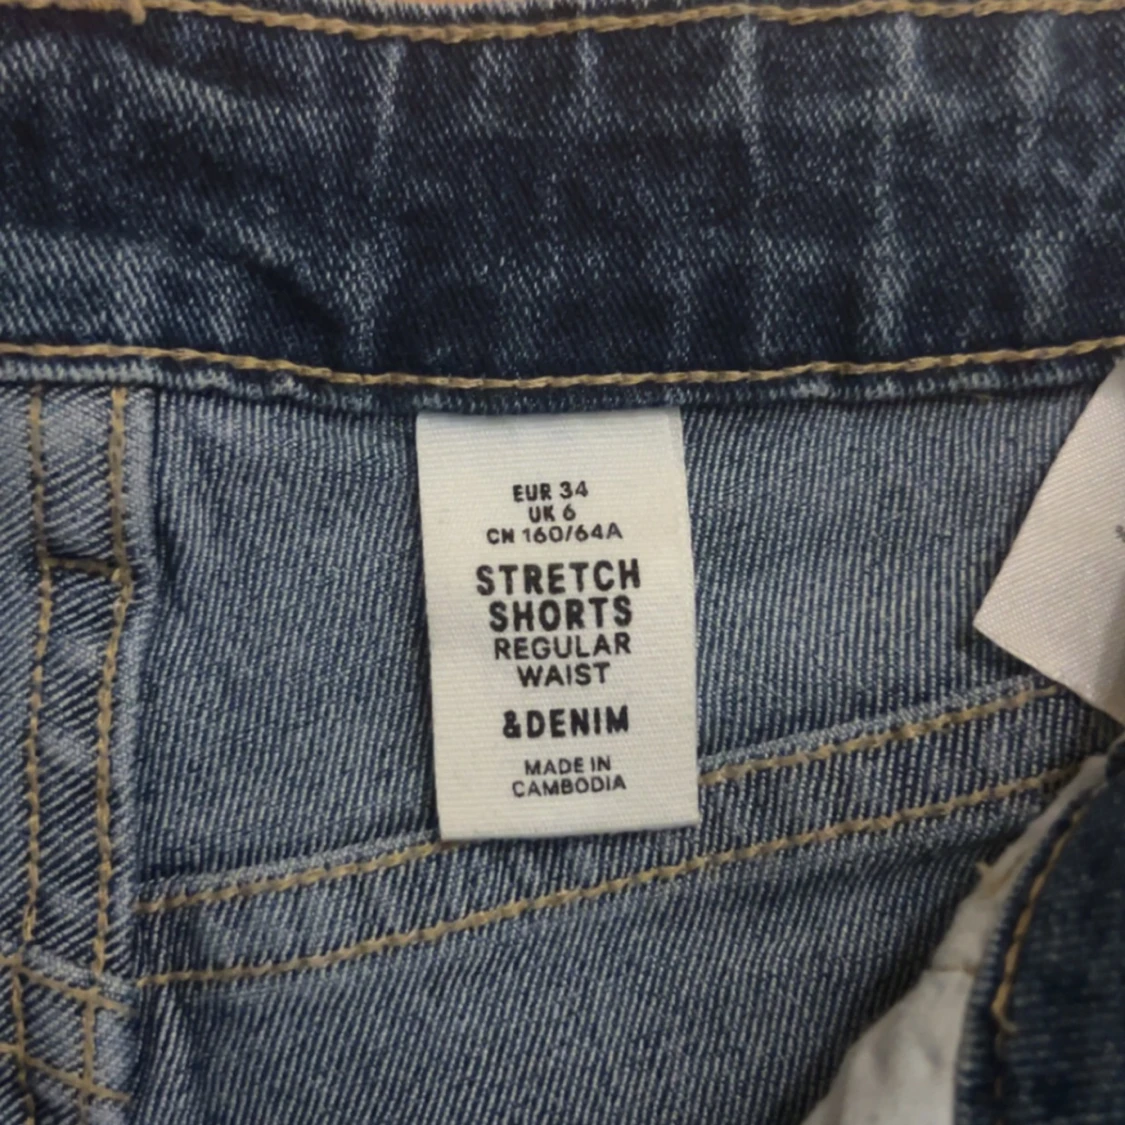 EUR 34
UK 6
CN 160/64A
STRETCH
SHORTS
REGULAR
WAIST
&DENIM
MADE IN
CAMBODIA